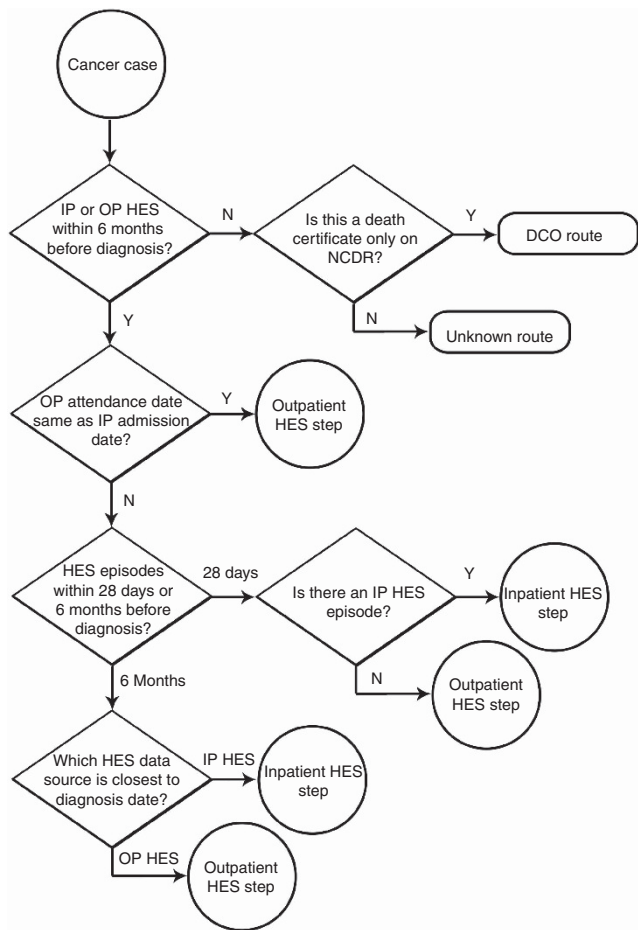 Cancer case
IP or OP HES
within 6 months
before diagnosis?
N
Is this a death
certificate only on
NCDR?
Y
DCO route
N
Unknown route
Y
OP attendance date
same as IP admission
date?
Y
Outpatient
HES step
N
HES episodes
within 28 days or
6 months before
diagnosis?
28 days
Is there an IP HES
episode?
Y
Inpatient HES
step
N
Outpatient
HES step
6 Months
Which HES data
source is closest to
diagnosis date?
IP HES
Inpatient HES
step
OP HES
Outpatient
HES step